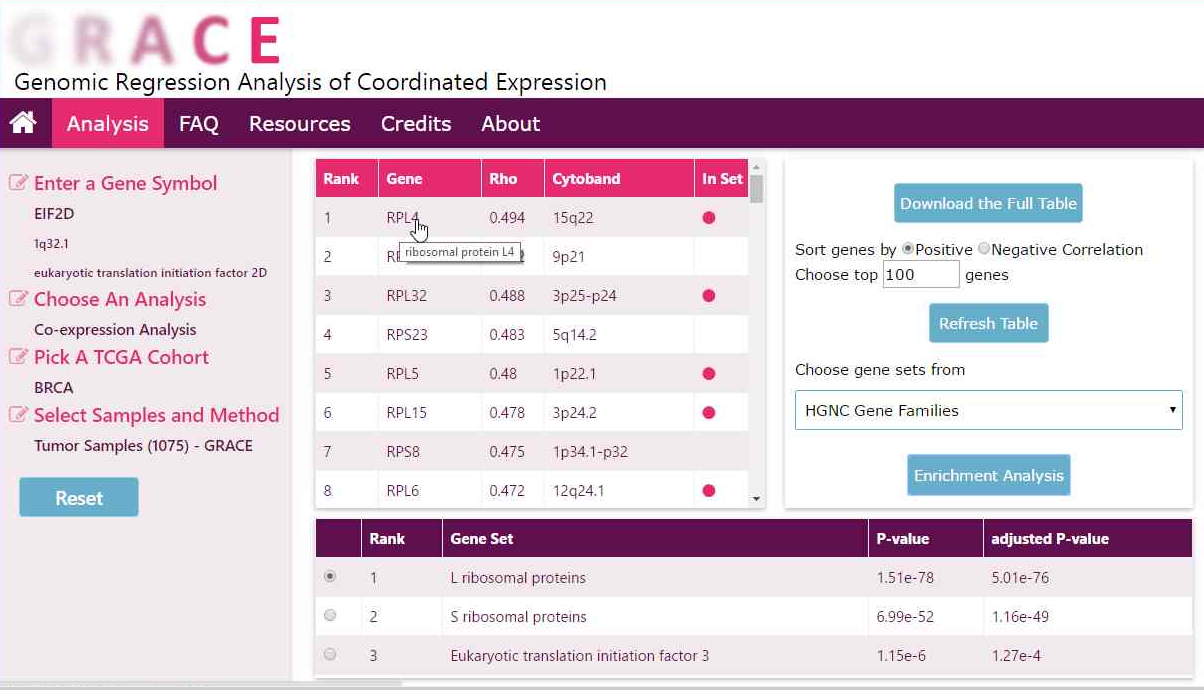 GRACE
Genomic Regression Analysis of Coordinated Expression
Analysis FAQ Resources Credits About
Enter a Gene Symbol
EIF2D
1q32.1
eukaryotic translation initiation factor 2D
Choose An Analysis
Co-expression Analysis
Pick A TCGA Cohort
BRCA
Select Samples and Method
Tumor Samples (1075) - GRACE
Reset
Rank Gene Rho Cytoband In Set
1 RPL4 0.494 15q22
ribosomal protein L4
2 9p21
3 RPL32 0.488 3p25-p24
4 RPS23 0.483 5q14.2
5 RPL5 0.48 1p22.1
6 RPL15 0.478 3p24.2
7 RPS8 0.475 1p34.1-p32
8 RPL6 0.472 12q24.1
Download the Full Table
Sort genes by Positive Negative Correlation
Choose top 100 genes
Refresh Table
Choose gene sets from
HGNC Gene Families
Enrichment Analysis
Rank Gene Set P-value adjusted P-value
1 L ribosomal proteins 1.51e-78 5.01e-76
2 S ribosomal proteins 6.99e-52 1.16e-49
3 Eukaryotic translation initiation factor 3 1.15e-6 1.27e-4